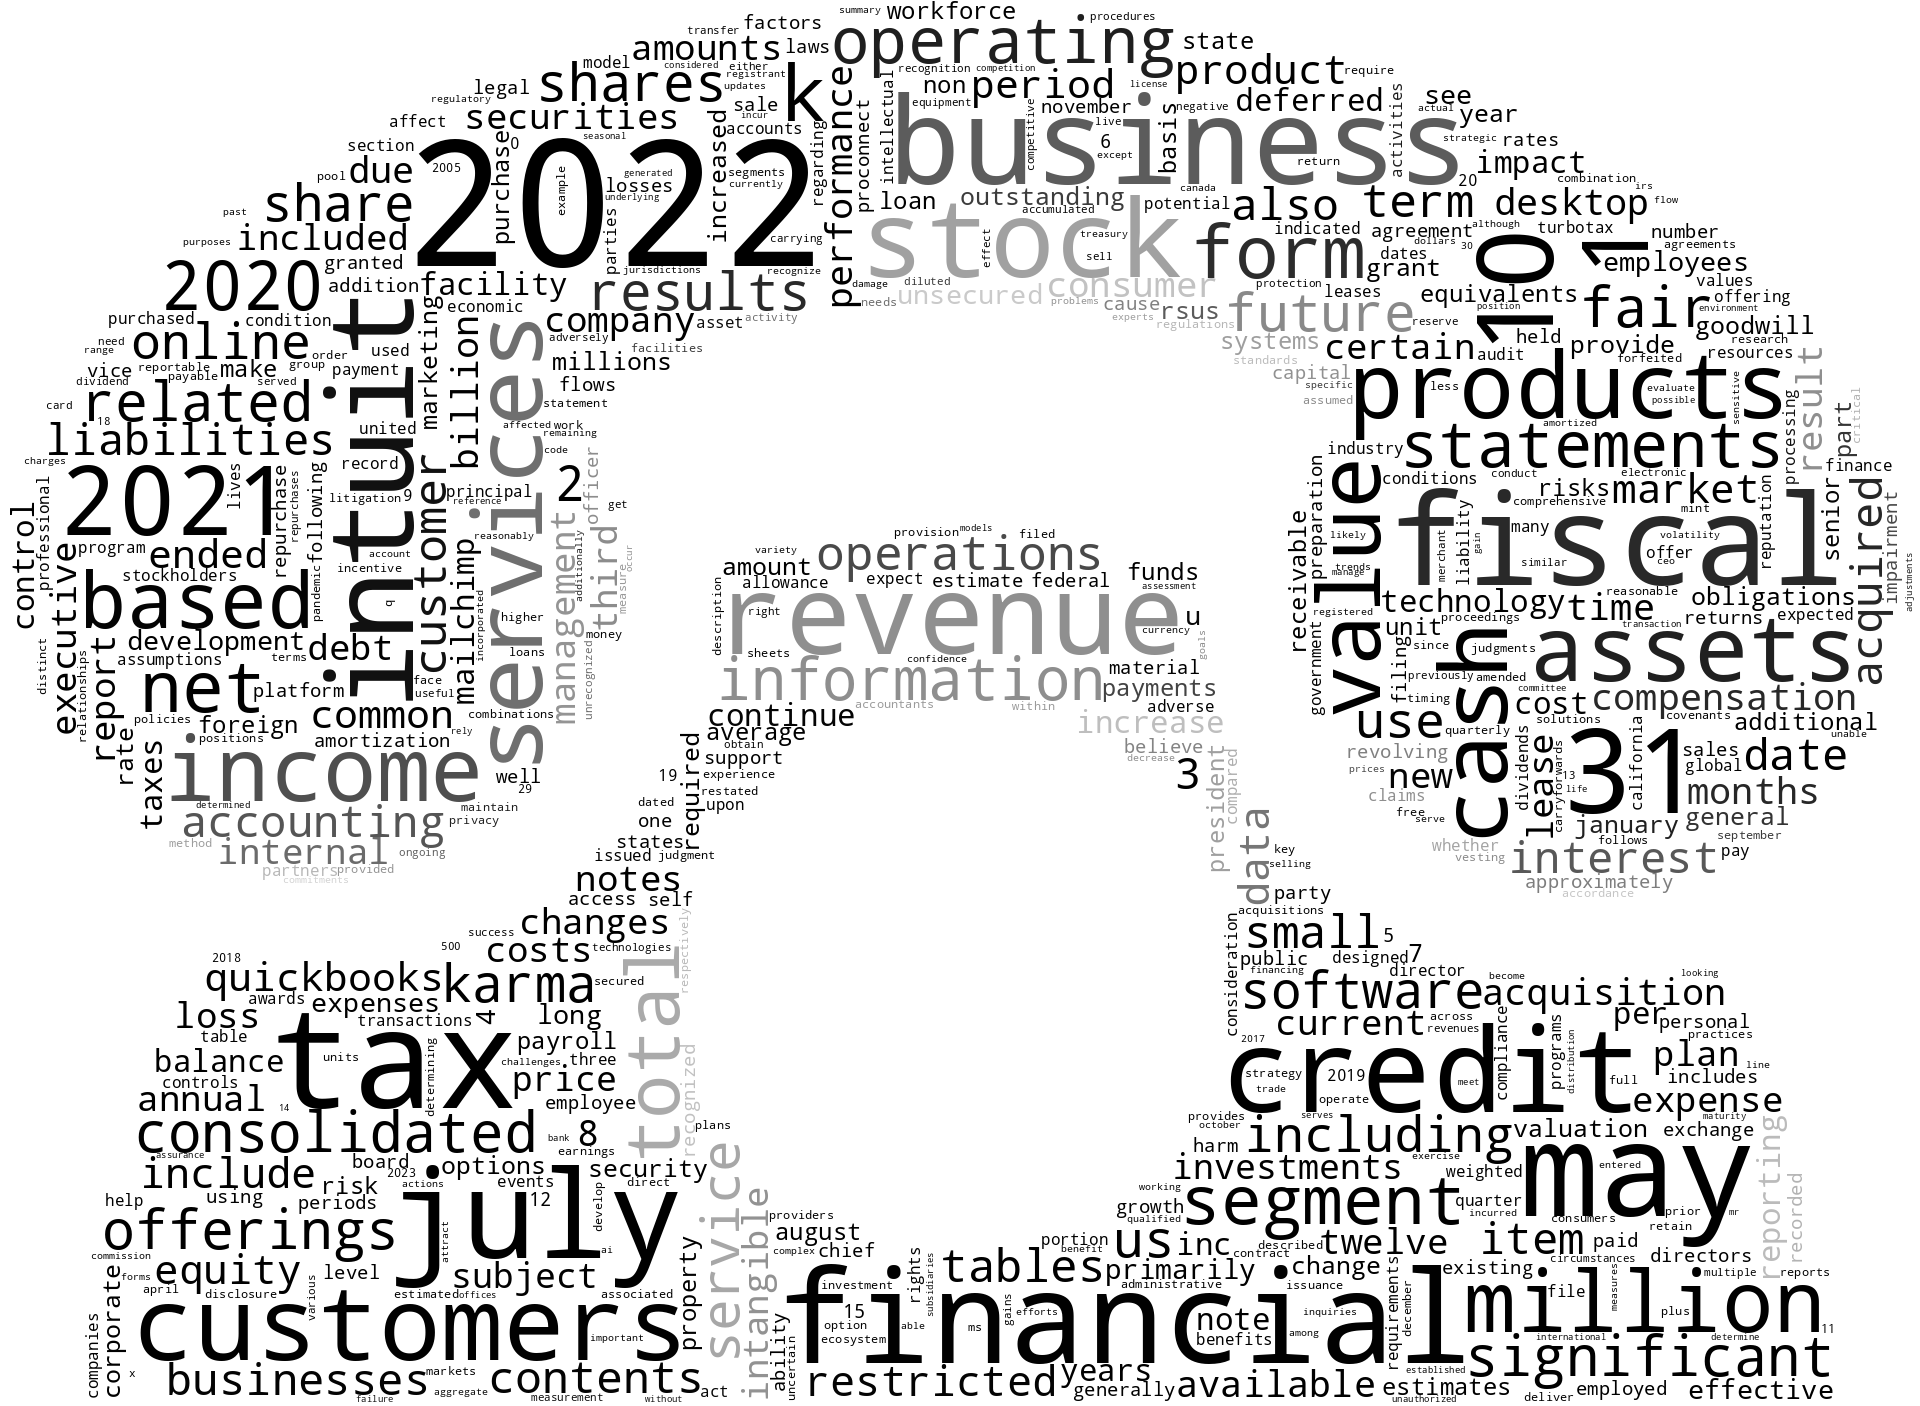 summary workforce procedures
transfer factors operating state
amounts laws
model considered either registrant updates
shares k performance recognition competition product require
legal non period license
regulatory securities sale incur equipment november negative deferred see
affect seasonal accounts proconnect intellectual business live 6 except competitive basis activities actual year
section 0 purchase regarding strategic rates
2022 2005 example generated losses underlying segments currently increased return impact
pool due parties carrying loan outstanding canada potential 20 combination irs
share accumulated also term desktop flow
past included jurisdictions recognize stock effect treasury sell form indicated agreement although turbotax number
purposes granted dollars 30 dates agreements
2020 addition facility results damage diluted consumer protection grant 10 1 employees
economic needs unsecured problems leases equivalents position values
purchased condition marketing billion company asset activity cause rsus future reserve fair offering environment
need online order used adversely facilities experts regulations systems certain audit held provide goodwill research
range vice reportable make group payment millions standards capital forfeited resources
dividend payable served flows specific products less evaluate possible sensitive result
card related intuit services statement assumed amortized processing part critical
18 united affected work remaining industry statements
liabilities code
charges lives record principal 2 officer conditions conduct electronic finance
2021 repurchase repurchases following litigation 9 reference get value comprehensive risks market senior acquired
professional control customer management third receivable preparation fiscal many mint reputation impairment
program ended account reasonably provision models filed likely liability gain offer volatility
executive stockholders incentive mailchimp additionally occur variety operations trends merchant similar ceo adjustments
based pandemic b incorporated measure amount allowance expect estimate federal funds assessment manage reasonable obligations
distinct development debt higher money description right revenue u technology time returns expected
report assumptions terms loans unrecognized sheets currency goals government registered unit proceedings transaction
relationships net platform face useful confidence material since judgments assets
policies foreign common combinations information payments filing previously amended committee
rate positions amortization rely accountants within adverse timing cash cost compensation
taxes income well continue average increase use quarterly solutions covenants additional unable
29 obtain support believe decrease revolving dividends lease california sales date
determined 19 experience 3 prices new carryforwards 13 life 31 global
accounting maintain privacy dated restated upon required president compared claims months
method internal ongoing one free serve january general
partners provided states data whether follows september
commitments issued judgment key vesting interest pay
notes selling approximately
access self party accordance
changes acquisitions
success small 5
2018 500 costs technologies respectively public designed 7
quickbooks karma secured consideration financing director become looking
awards expenses total software acquisition
loss transactions 4 long current across per personal
table payroll 2017 revenues compliance practices
balance units tax challenges three recognized credit programs distribution plan line
controls determining price strategy 2019 meet full includes
annual 14 employee trade operate expense
consolidated bank 8 plans provides october serves maturity
assurance earnings harm including valuation exchange reporting
include board options security investments exercise weighted entered
2023 actions events direct working
help using risk periods 12 develop service intangible growth segment quarter may prior mr recorded
july providers qualified incurred consumers retain
offerings attract ai august portion us inc described twelve item paid
commission complex chief benefit contract circumstances directors
forms equity level subject property rights tables primarily change existing
april disclosure various estimated offices associated investment subsidiaries administrative issuance requirements million multiple reports
corporate customers important ability 15 gains efforts financial note inquiries december measures file plus
companies option able ms benefits among international determine 11
ecosystem
x businesses markets contents uncertain restricted years established significant
failure aggregate measurement without act generally available unauthorized estimates deliver employed effective